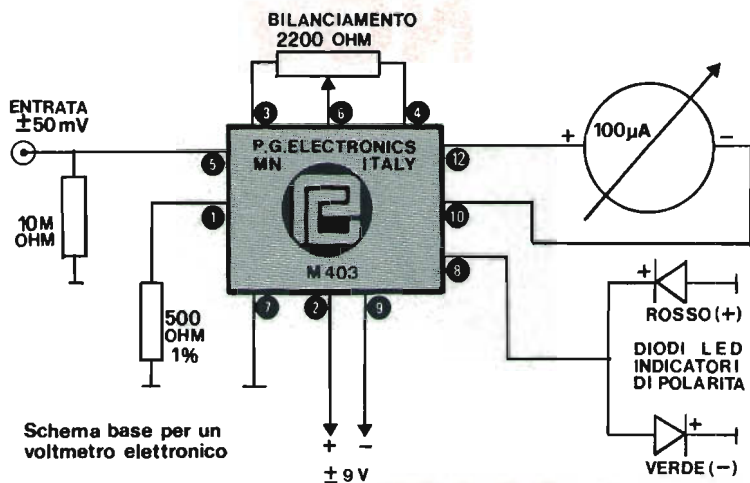 BILANCIAMENTO
2200 OHM
3
6
4
ENTRATA
±50mV
5
P.G.ELECTRONICS
MN ITALY
12
+
100µA
−
10M
OHM
1
10
M 403
8
7
2
9
500
OHM
1%
+
ROSSO(+)
DIODI LED
INDICATORI
DI POLARITA
+
VERDE(−)
Schema base per un
voltmetro elettronico
+ −
±9V